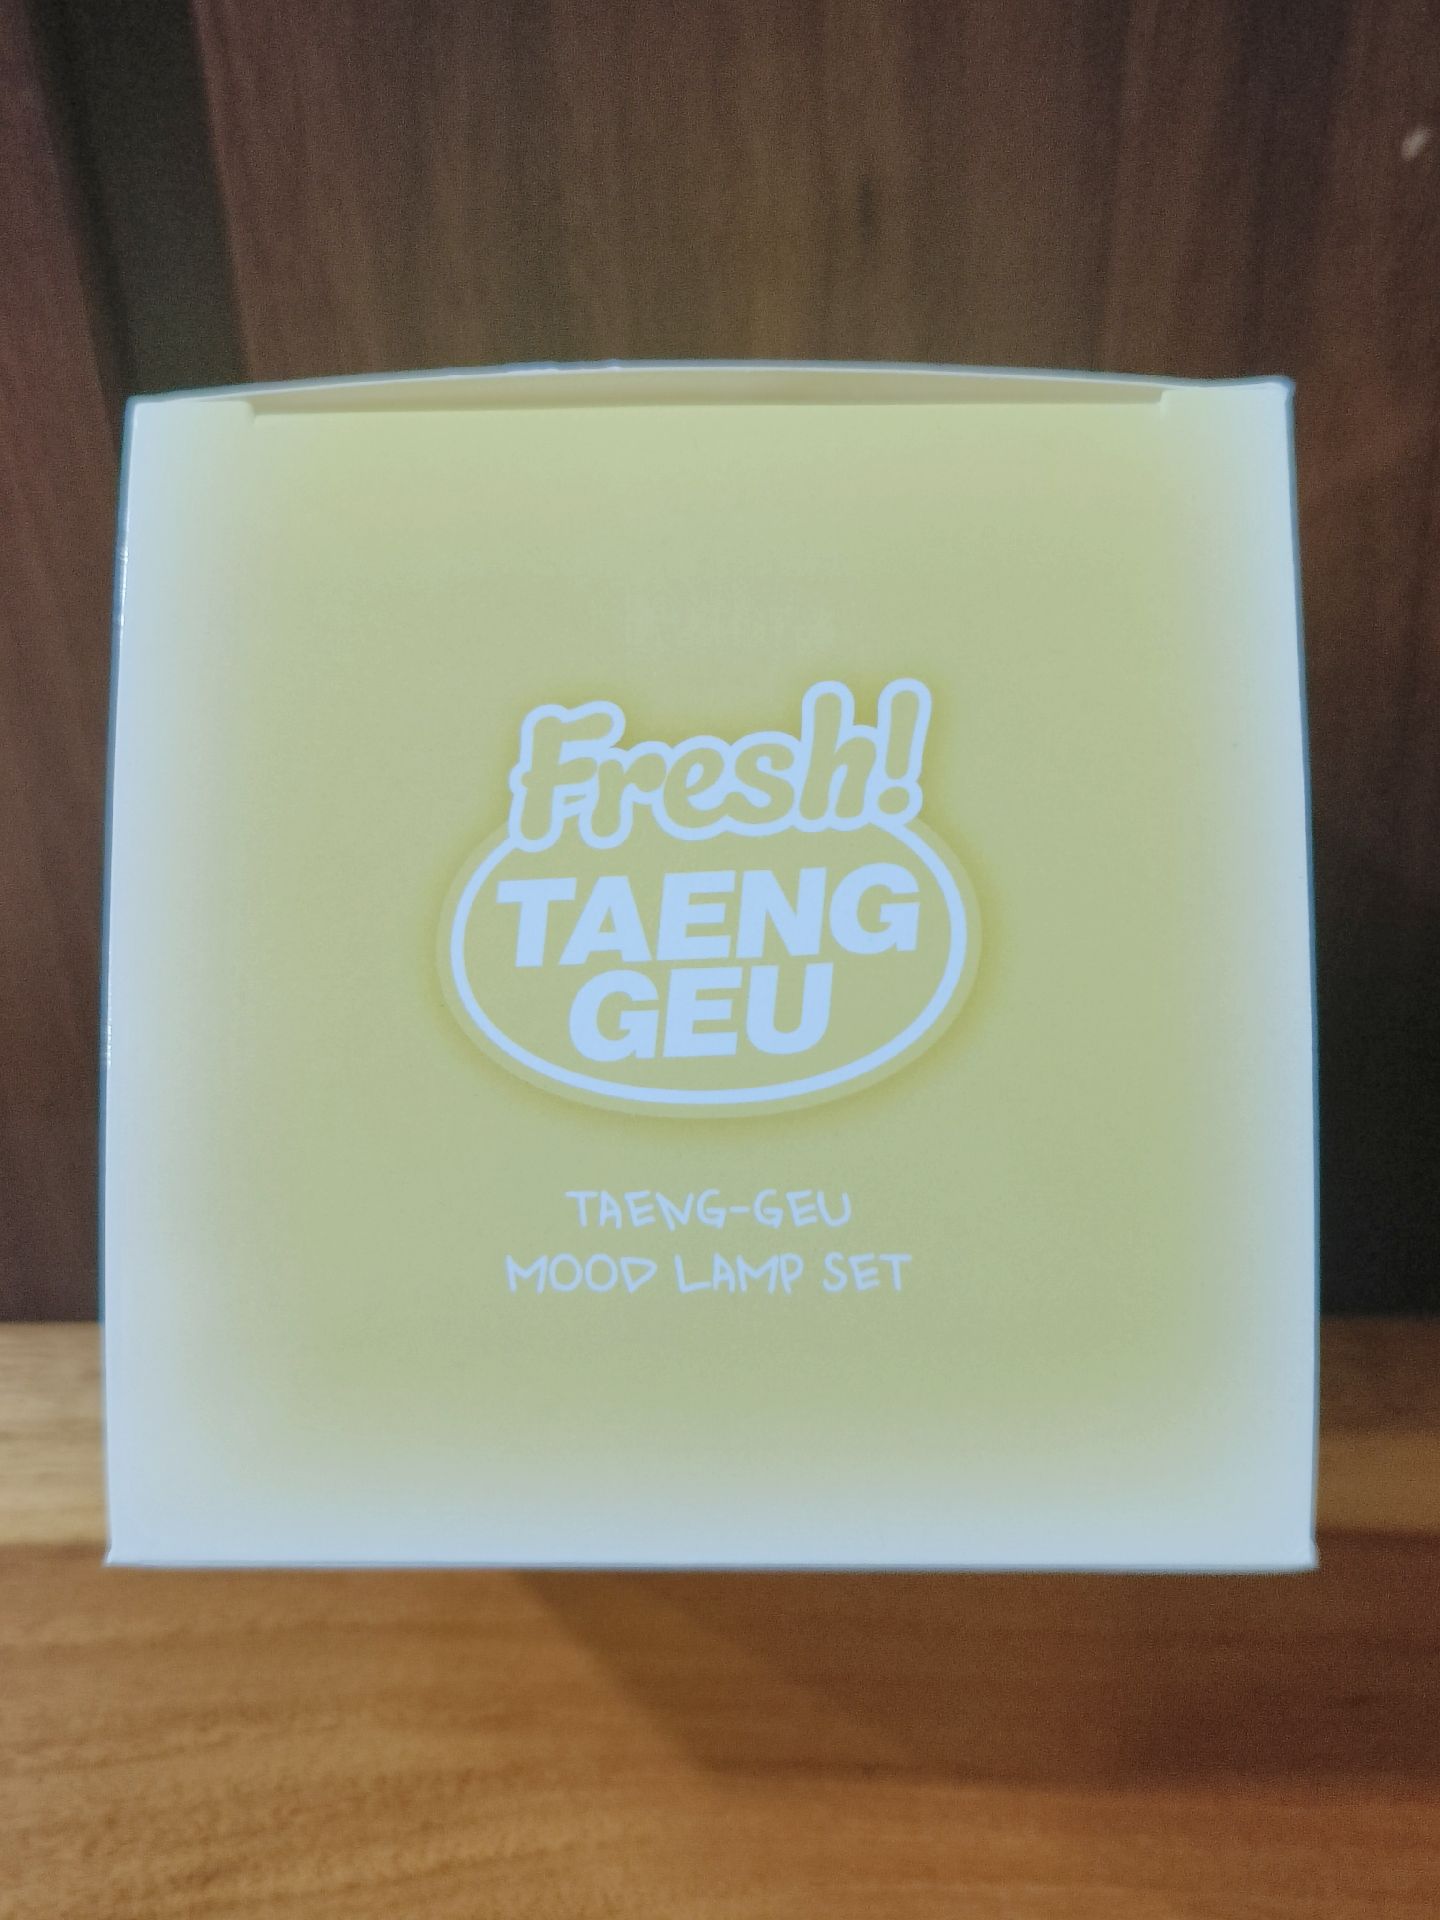 Fresh!
TAENG
GEU
TAENG-GEU
MOOD LAMP SET